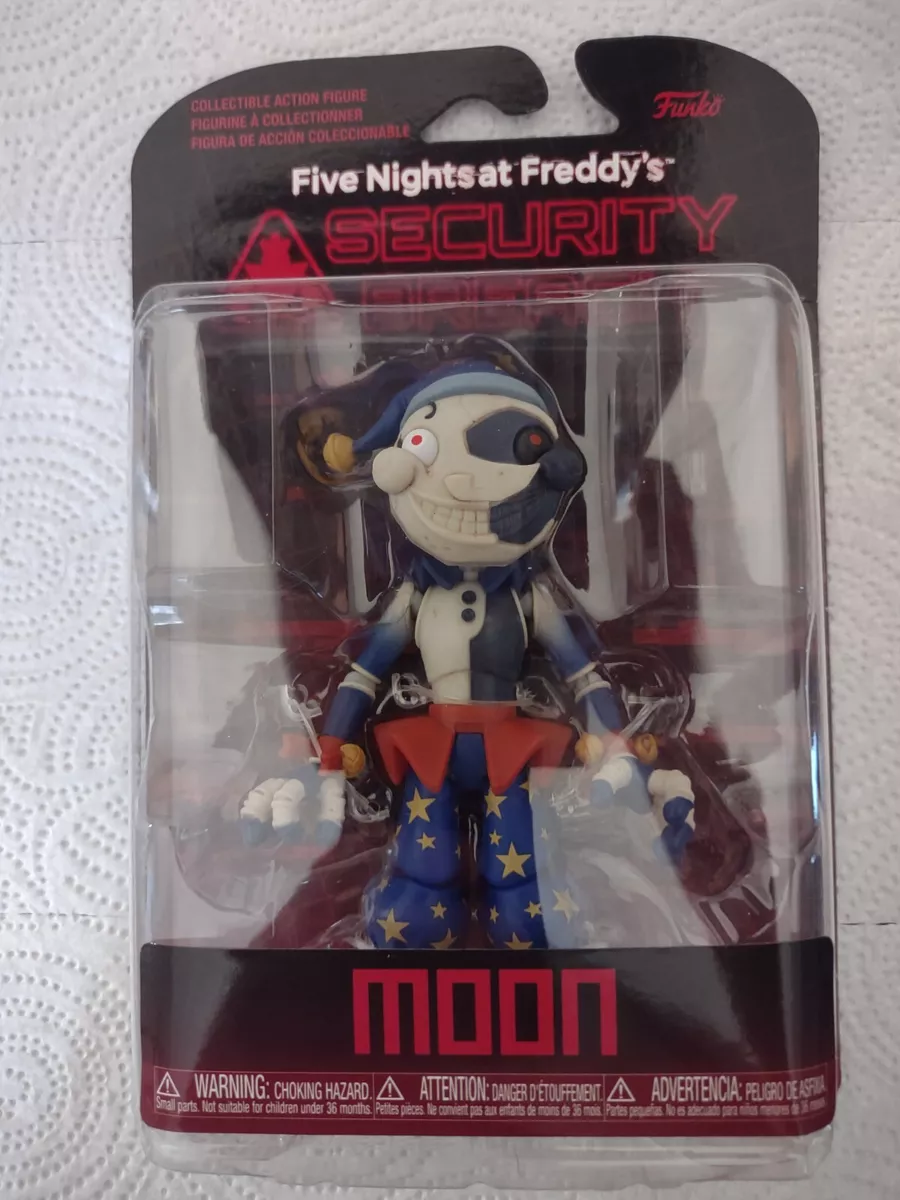 COLLECTIBLE ACTION FIGURE
FIGURINE À COLLECTIONNER
FIGURA DE ACCIÓN COLECCIONABLE
Funko
Five Nights at Freddy's™
SECURITY
BREACH
MOON
WARNING: CHOKING HAZARD.
Small parts. Not suitable for children under 36 months.
ATTENTION: DANGER D'ÉTOUFFEMENT.
Petites pièces. Ne convient pas aux enfants de moins de 36 mois.
ADVERTENCIA: PELIGRO DE ASFIXIA.
Partes pequeñas. No es adecuado para niños menores de 36 meses.